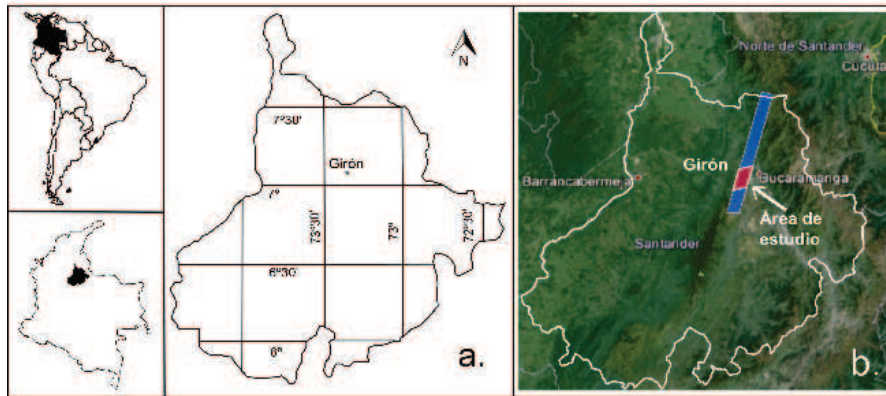 N
7°30'
Girón
7°
73°30'
73°
72°30'
6°30'
6°
a.
Norte de Santander
Cúcuta
Girón
Barrancabermeja
Bucaramanga
Área de
estudio
Santander
b.